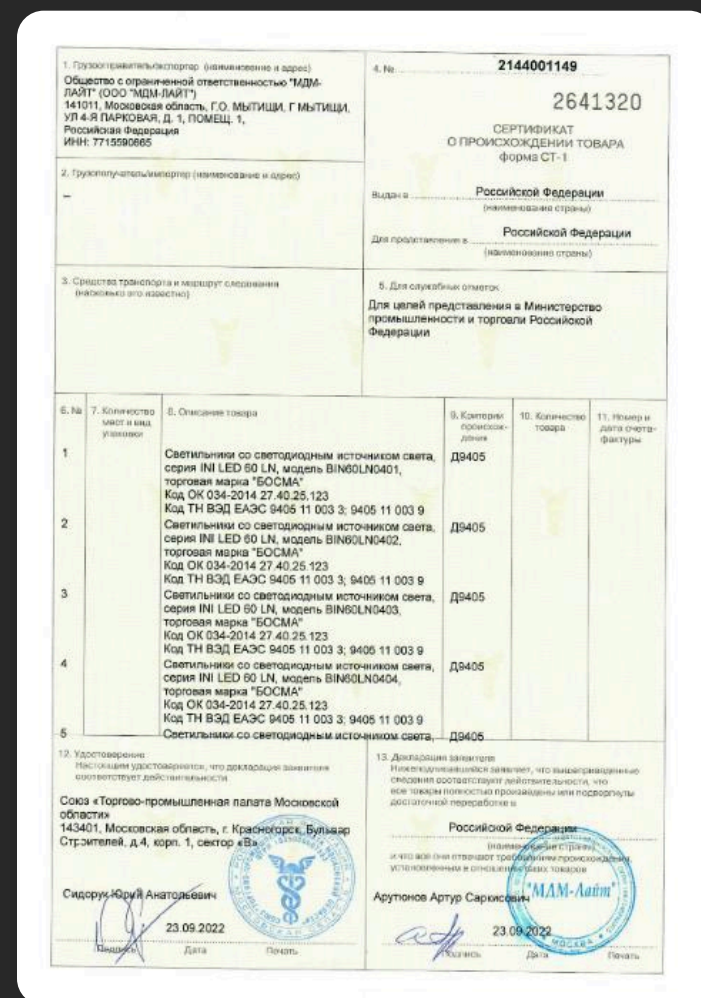 1. Грузоотправитель/экспортер (наименование и адрес)
Общество с ограниченной ответственностью "МДМ-
ЛАЙТ" (ООО "МДМ-ЛАЙТ")
141011, Московская область, Г.О. МЫТИЩИ, Г МЫТИЩИ,
УЛ 4-Я ПАРКОВАЯ, Д. 1, ПОМЕЩ. 1,
Российская Федерация
ИНН: 7715590665
4. № 2144001149
2641320
СЕРТИФИКАТ
О ПРОИСХОЖДЕНИИ ТОВАРА
форма СТ-1
2. Грузополучатель/импортер (наименование и адрес)
–
Выдан в Российской Федерации
(наименование страны)
Для представления в Российской Федерации
(наименование страны)
3. Средства транспорта и маршрут следования
(насколько это известно)
5. Для служебных отметок
Для целей представления в Министерство
промышленности и торговли Российской
Федерации
6. № 7. Количество мест и вид упаковки 8. Описание товара 9. Критерии происхож-дения 10. Количество товара 11. Номер и дата счета-фактуры
1 Светильники со светодиодным источником света, Д9405
серия INI LED 60 LN, модель BIN60LN0401,
торговая марка "БОСМА"
Код ОК 034-2014 27.40.25.123
Код ТН ВЭД ЕАЭС 9405 11 003 3; 9405 11 003 9
2 Светильники со светодиодным источником света, Д9405
серия INI LED 60 LN, модель BIN60LN0402,
торговая марка "БОСМА"
Код ОК 034-2014 27.40.25.123
Код ТН ВЭД ЕАЭС 9405 11 003 3; 9405 11 003 9
3 Светильники со светодиодным источником света, Д9405
серия INI LED 60 LN, модель BIN60LN0403,
торговая марка "БОСМА"
Код ОК 034-2014 27.40.25.123
Код ТН ВЭД ЕАЭС 9405 11 003 3; 9405 11 003 9
4 Светильники со светодиодным источником света, Д9405
серия INI LED 60 LN, модель BIN60LN0404,
торговая марка "БОСМА"
Код ОК 034-2014 27.40.25.123
Код ТН ВЭД ЕАЭС 9405 11 003 3; 9405 11 003 9
5 Светильники со светодиодным источником света, Д9405
12. Удостоверение
Настоящим удостоверяется, что декларация заявителя
соответствует действительности
Союз «Торгово-промышленная палата Московской
области»
143401, Московская область, г. Красногорск, Бульвар
Строителей, д.4, корп. 1, сектор «В»
Сидорук Юрий Анатольевич
23.09.2022
Подпись Дата Печать
13. Декларация заявителя
Нижеподписавшийся заявляет, что вышеприведенные
сведения соответствуют действительности, что
все товары полностью произведены или подвергнуты
достаточной переработке в
Российской Федерации
(наименование страны)
и что все они отвечают требованиям происхождения,
установленным в отношении таких товаров
"МДМ-Лайт"
Арутюнов Артур Саркисович
23.09.2022
МОСКВА
Подпись Дата Печать